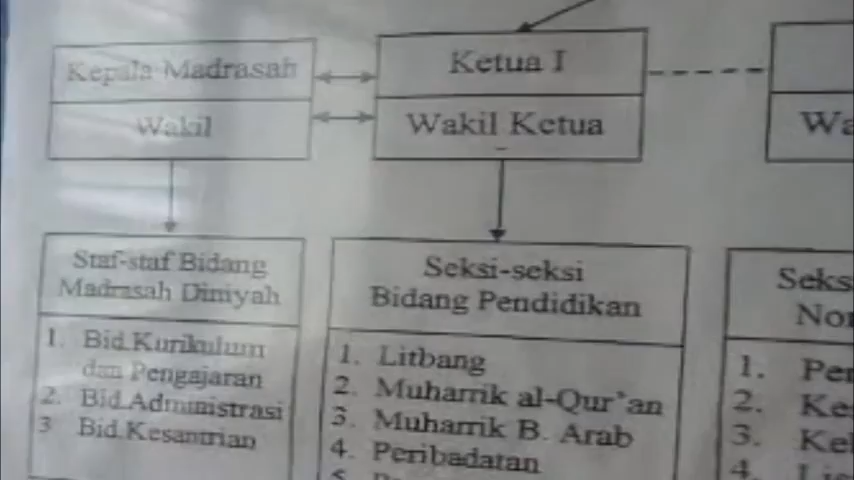 Kepala Madrasah
Wakil
Ketua I
Wakil Ketua
Staf-staf Bidang
Madrasah Diniyah
1. Bid.Kurikulum
dan Pengajaran
2. Bid.Administrasi
3 Bid.Kesantrian
Seksi-seksi
Bidang Pendidikan
1. Litbang
2. Muharrik al-Qur'an
3. Muharrik B. Arab
4. Peribadatan
5.
1.
2.
3.
4.